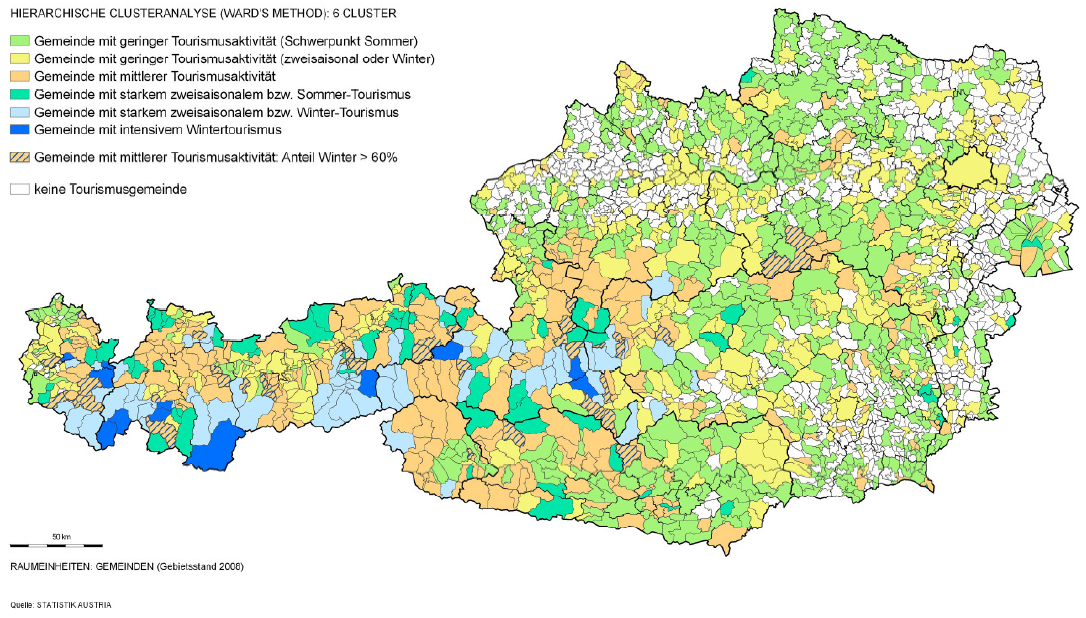 HIERARCHISCHE CLUSTERANALYSE (WARD'S METHOD): 6 CLUSTER
Gemeinde mit geringer Tourismusaktivität (Schwerpunkt Sommer)
Gemeinde mit geringer Tourismusaktivität (zweisaisonal oder Winter)
Gemeinde mit mittlerer Tourismusaktivität
Gemeinde mit starkem zweisaisonalem bzw. Sommer-Tourismus
Gemeinde mit starkem zweisaisonalem bzw. Winter-Tourismus
Gemeinde mit intensivem Wintertourismus
Gemeinde mit mittlerer Tourismusaktivität: Anteil Winter > 60%
keine Tourismusgemeinde
50 km
RAUMEINHEITEN: GEMEINDEN (Gebietsstand 2008)
Quelle: STATISTIK AUSTRIA